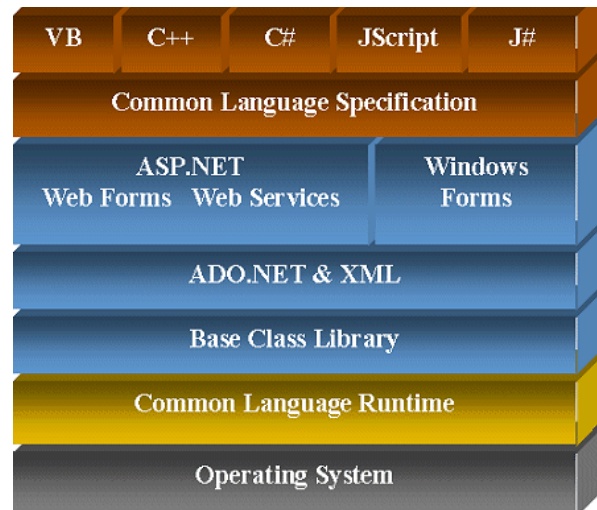 VB C++ C# JScript J#
Common Language Specification
ASP.NET Windows
Web Forms Web Services Forms
ADO.NET & XML
Base Class Library
Common Language Runtime
Operating System